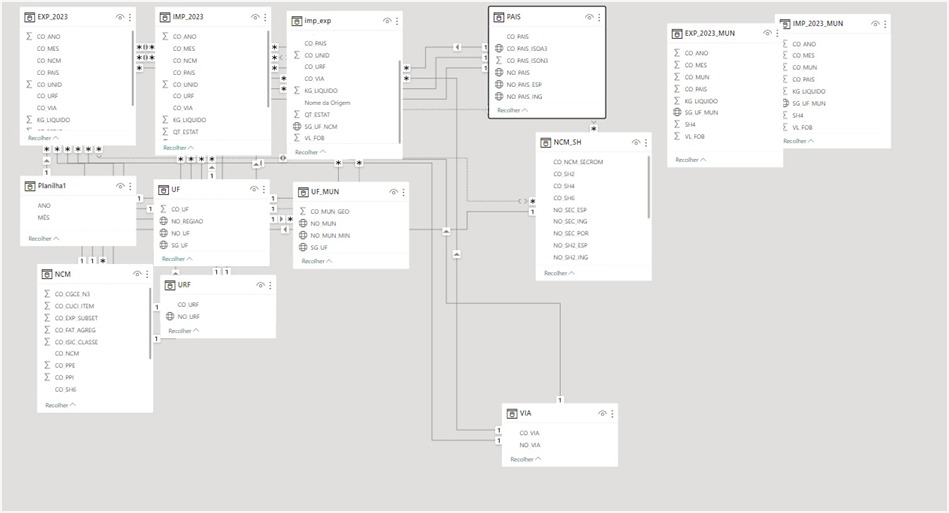 EXP_2023
CO_ANO
CO_MES
CO_NCM
CO_PAIS
CO_UNID
CO_URF
CO_VIA
KG_LIQUIDO
Recolher
IMP_2023
CO_ANO
CO_MES
CO_NCM
CO_PAIS
CO_UNID
CO_URF
CO_VIA
KG_LIQUIDO
QT_ESTAT
Recolher
imp_exp
CO_PAIS
CO_UNID
CO_URF
CO_VIA
KG_LIQUIDO
Nome da Origem
QT_ESTAT
SG_UF_NCM
VL_FOB
Recolher
PAIS
CO_PAIS
CO_PAIS_ISOA3
CO_PAIS_ISON3
NO_PAIS
NO_PAIS_ESP
NO_PAIS_ING
Recolher
EXP_2023_MUN
CO_ANO
CO_MES
CO_MUN
CO_PAIS
KG_LIQUIDO
SG_UF_MUN
SH4
VL_FOB
Recolher
IMP_2023_MUN
CO_ANO
CO_MES
CO_MUN
CO_PAIS
KG_LIQUIDO
SG_UF_MUN
SH4
VL_FOB
Recolher
NCM_SH
CO_NCM_SECROM
CO_SH2
CO_SH4
CO_SH6
NO_SEC_ESP
NO_SEC_ING
NO_SEC_POR
NO_SH2_ESP
NO_SH2_ING
Recolher
Planilha1
ANO
MÊS
Recolher
UF
CO_UF
NO_REGIAO
NO_UF
SG_UF
Recolher
UF_MUN
CO_MUN_GEO
NO_MUN
NO_MUN_MIN
SG_UF
Recolher
NCM
CO_CGCE_N3
CO_CUCI_ITEM
CO_EXP_SUBSET
CO_FAT_AGREG
CO_ISIC_CLASSE
CO_NCM
CO_PPE
CO_PPI
CO_SH6
Recolher
URF
CO_URF
NO_URF
Recolher
VIA
CO_VIA
NO_VIA
Recolher